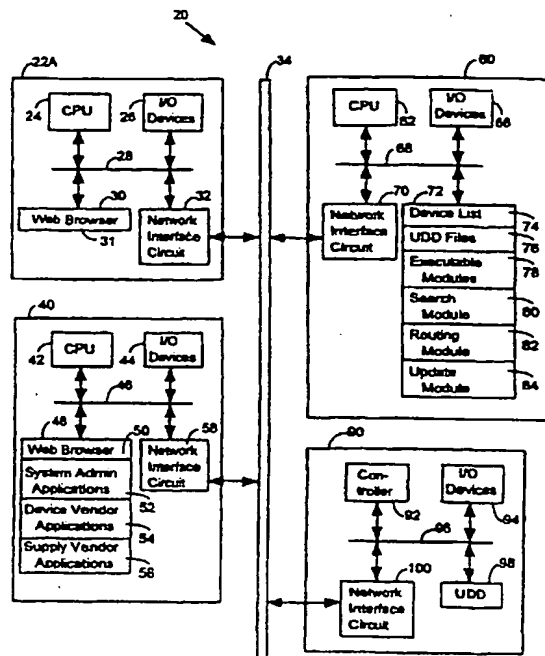 20
22A
CPU
24
I/O
Devices
26
28
30
32
Web Browser
31
Network
Interface
Circuit
34
60
CPU
62
I/O
Devices
66
68
70
72
Network
Interface
Circuit
Device List
74
UDD Files
76
Executable
Modules
78
Search
Module
80
Routing
Module
82
Update
Module
84
40
CPU
42
I/O
Devices
44
46
48
58
Web Browser
50
System Admin
Applications
52
Device Vendor
Applications
54
Supply Vendor
Applications
56
Network
Interface
Circuit
90
Con-
troller
92
I/O
Devices
94
96
100
98
Network
Interface
Circuit
UDD